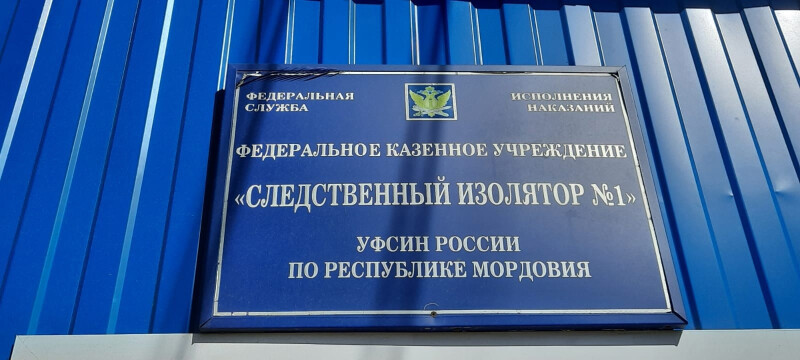 ФЕДЕРАЛЬНАЯ
СЛУЖБА
ИСПОЛНЕНИЯ
НАКАЗАНИЙ
ФЕДЕРАЛЬНОЕ КАЗЕННОЕ УЧРЕЖДЕНИЕ
«СЛЕДСТВЕННЫЙ ИЗОЛЯТОР №1»
УФСИН РОССИИ
ПО РЕСПУБЛИКЕ МОРДОВИЯ